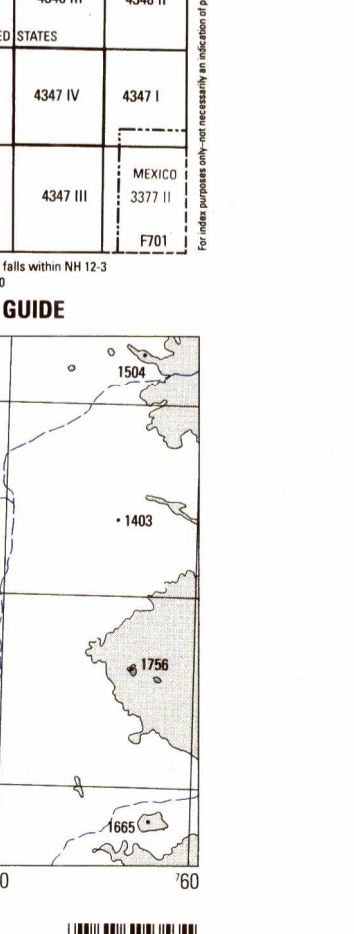 4348 III 4348 II
ED STATES
4347 IV 4347 I
MEXICO
4347 III 3377 II
F701
For index purposes only–not necessarily an indication of p
falls within NH 12-3
0
GUIDE
1504
1403
1756
1665
0 760